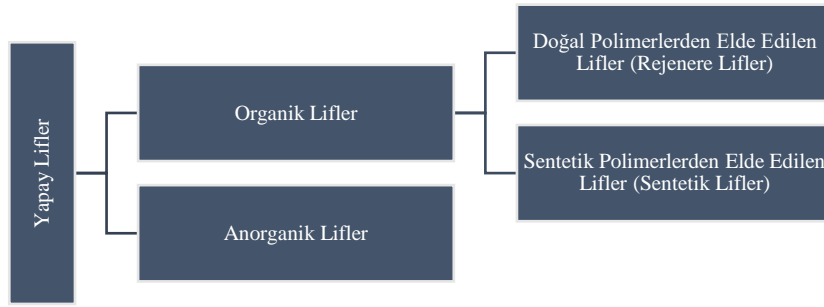 Yapay Lifler
Organik Lifler
Anorganik Lifler
Doğal Polimerlerden Elde Edilen
Lifler (Rejenere Lifler)
Sentetik Polimerlerden Elde Edilen
Lifler (Sentetik Lifler)